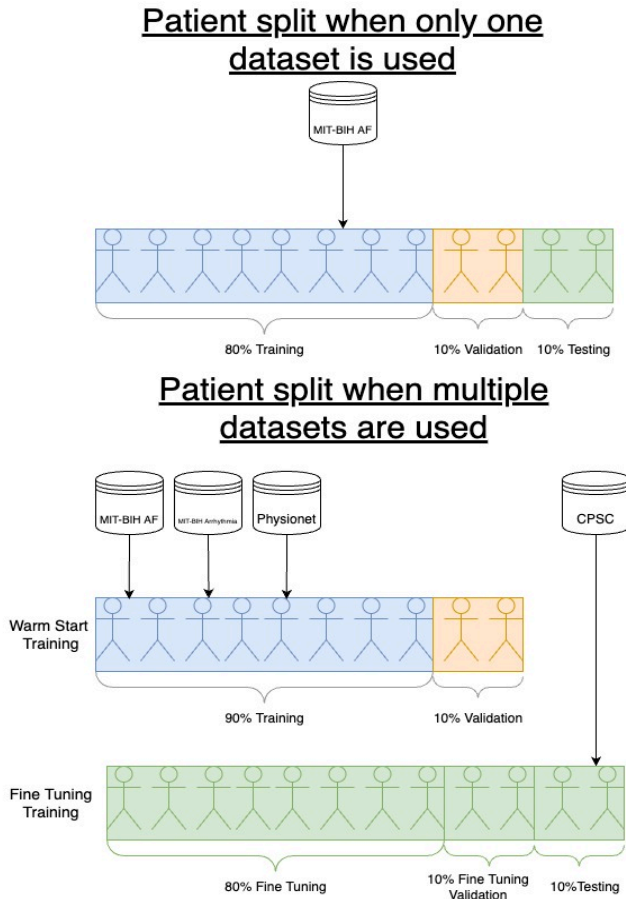 Patient split when only one
dataset is used
MIT-BIH AF
80% Training
10% Validation
10% Testing
Patient split when multiple
datasets are used
MIT-BIH AF
MIT-BIH Arrhythmia
Physionet
CPSC
Warm Start
Training
90% Training
10% Validation
Fine Tuning
Training
80% Fine Tuning
10% Fine Tuning
Validation
10%Testing